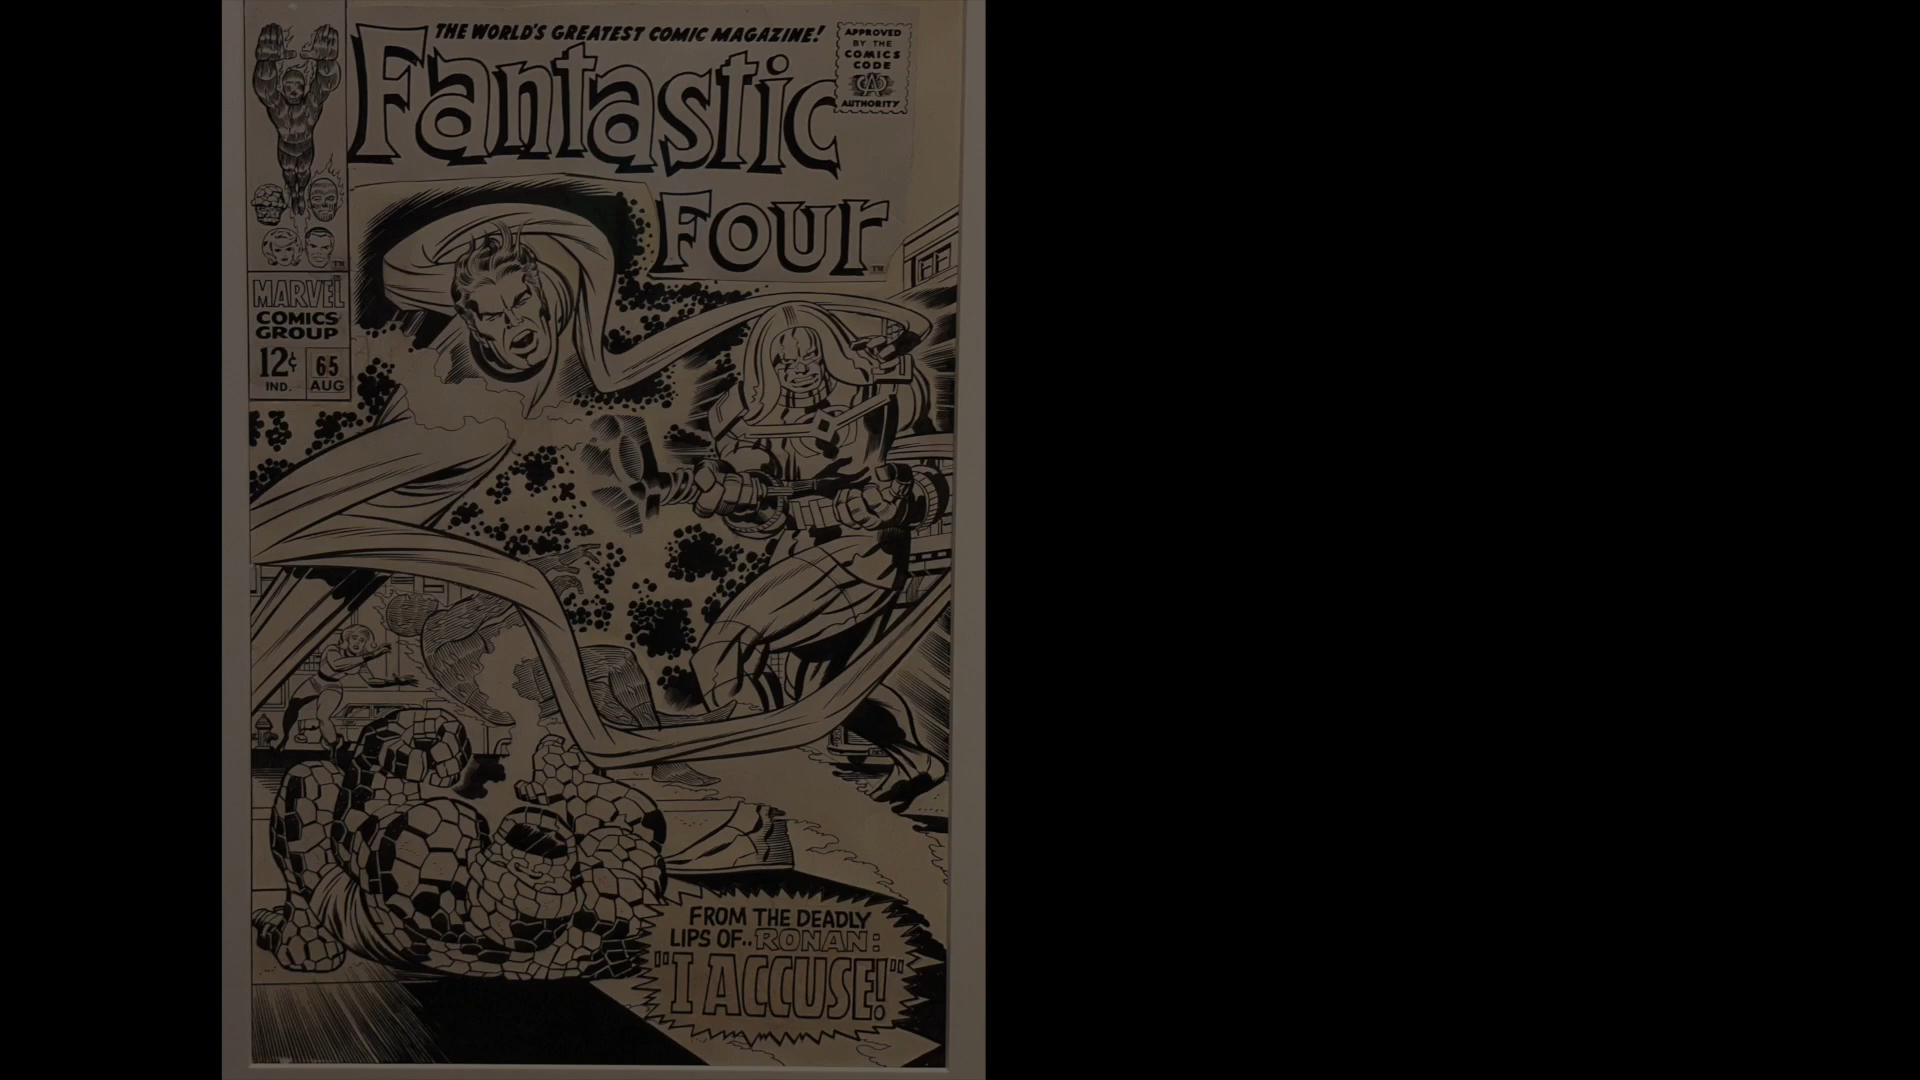 THE WORLD'S GREATEST COMIC MAGAZINE!
Fantastic
Four
TM
APPROVED
BY THE
COMICS
CODE
CA
AUTHORITY
TM
MARVEL
COMICS
GROUP
12¢
IND.
65
AUG
FROM THE DEADLY
LIPS OF.. RONAN:
"I ACCUSE!"